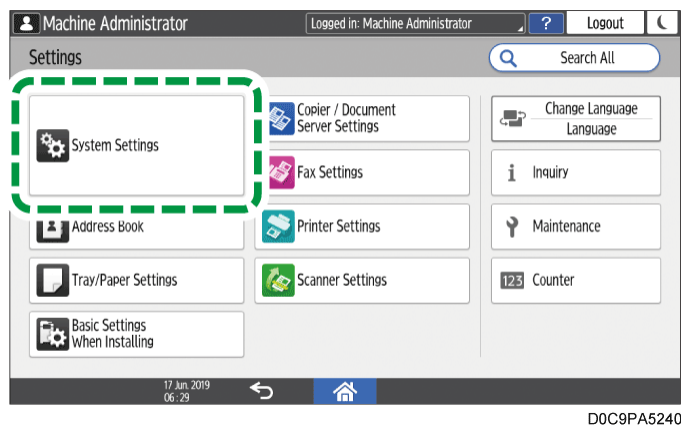 Machine Administrator
Logged in: Machine Administrator
?
Logout
Settings
Search All
System Settings
Copier / Document
Server Settings
Change Language
Language
Fax Settings
i Inquiry
Address Book
Printer Settings
Maintenance
Tray/Paper Settings
Scanner Settings
123 Counter
Basic Settings
When Installing
17 Jun. 2019
06:29
D0C9PA5240